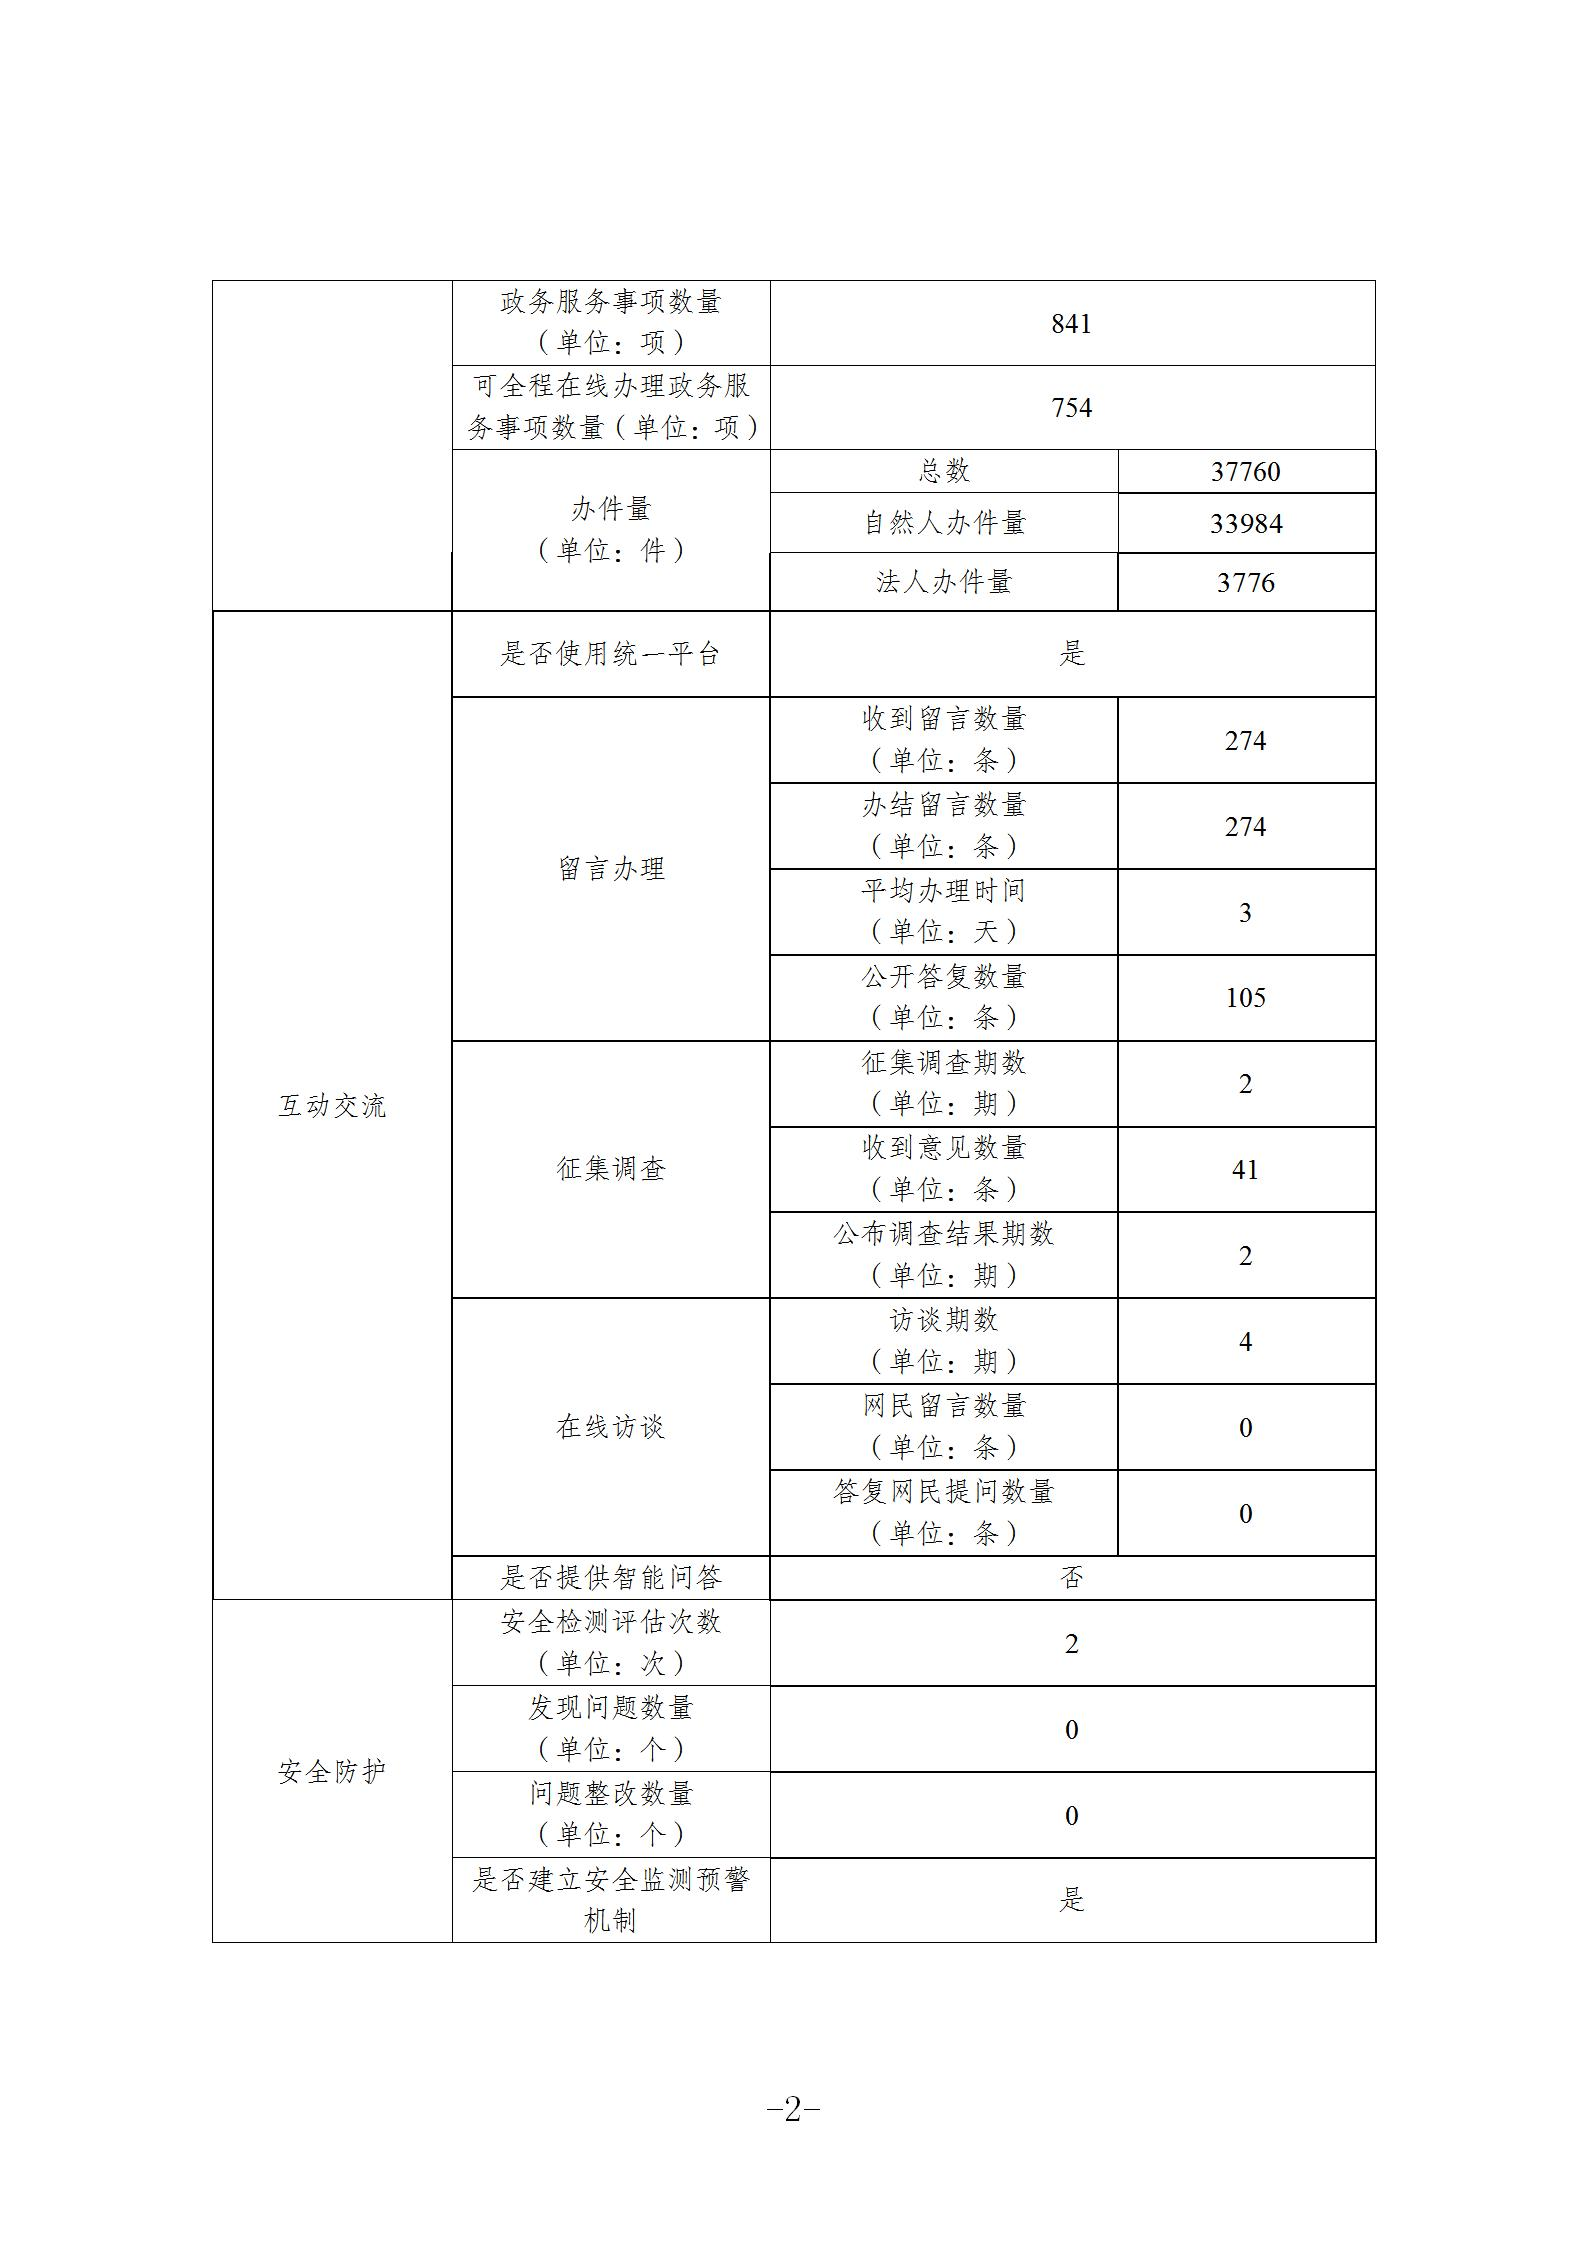 政务服务事项数量
（单位：项）
841
可全程在线办理政务服
务事项数量（单位：项）
754
办件量
（单位：件）
总数
37760
自然人办件量
33984
法人办件量
3776
互动交流
是否使用统一平台
是
留言办理
收到留言数量
（单位：条）
274
办结留言数量
（单位：条）
274
平均办理时间
（单位：天）
3
公开答复数量
（单位：条）
105
征集调查
征集调查期数
（单位：期）
2
收到意见数量
（单位：条）
41
公布调查结果期数
（单位：期）
2
在线访谈
访谈期数
（单位：期）
4
网民留言数量
（单位：条）
0
答复网民提问数量
（单位：条）
0
是否提供智能问答
否
安全防护
安全检测评估次数
（单位：次）
2
发现问题数量
（单位：个）
0
问题整改数量
（单位：个）
0
是否建立安全监测预警
机制
是
-2-